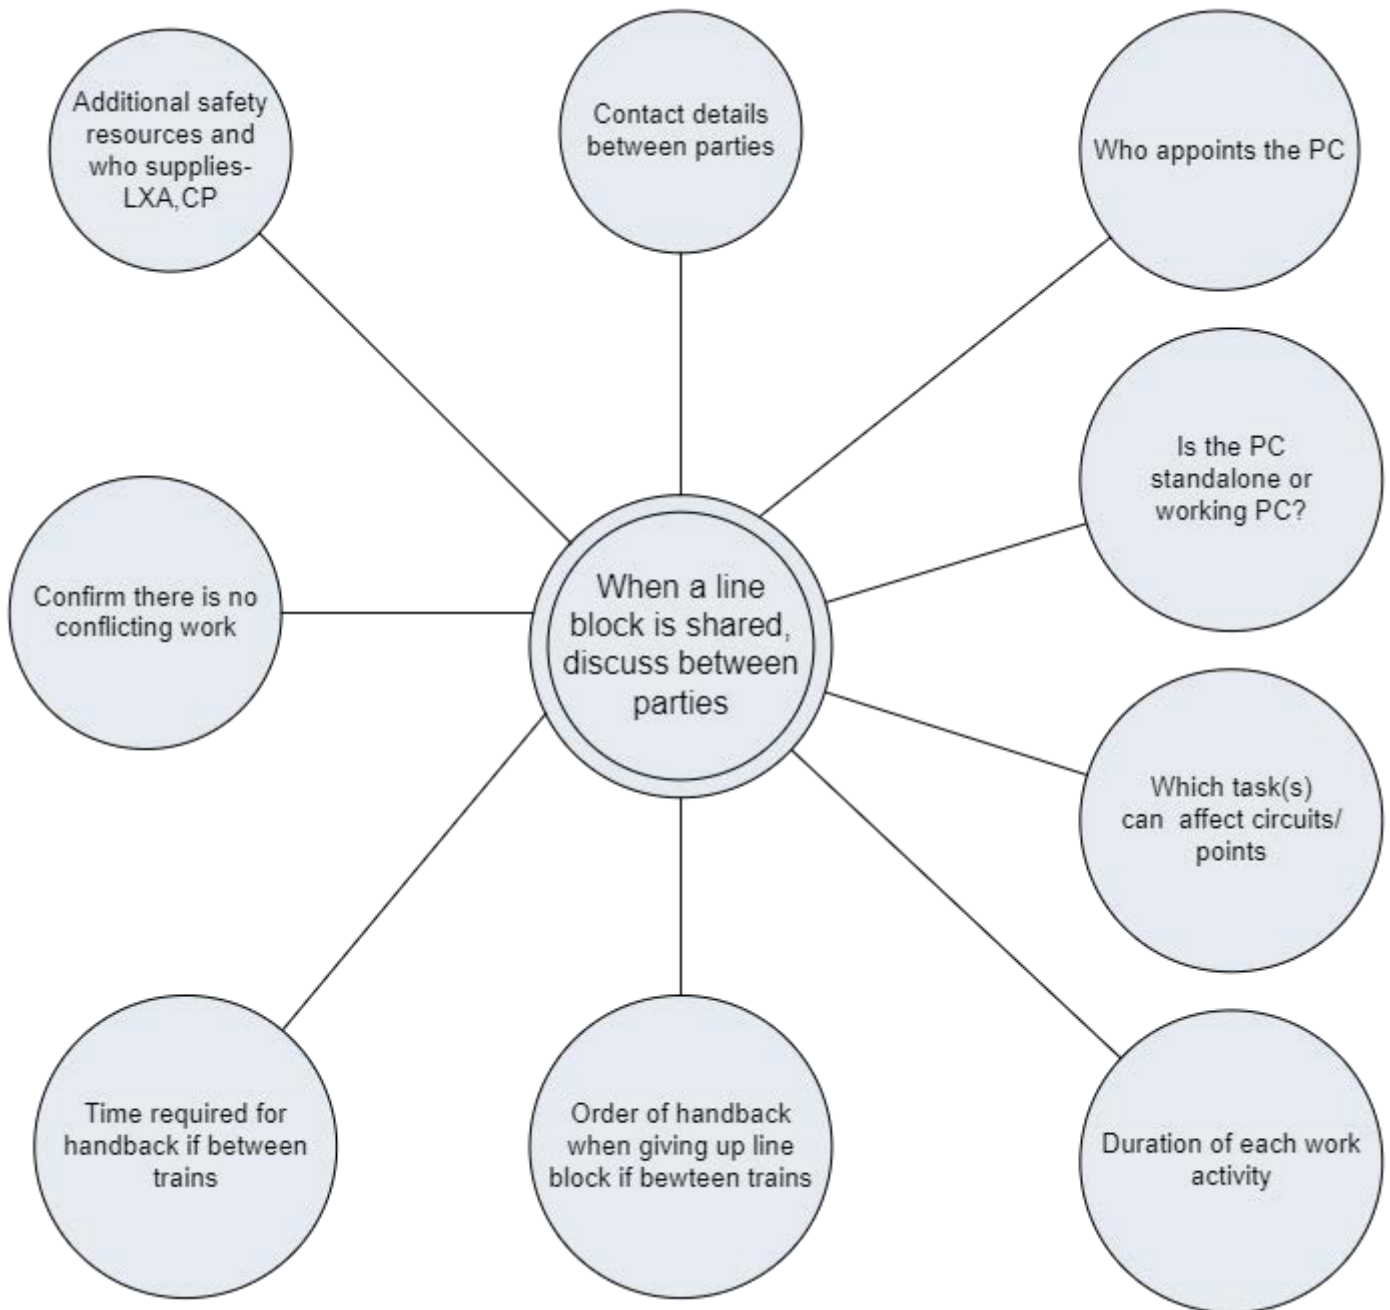 Additional safety
resources and
who supplies-
LXA,CP
Contact details
between parties
Who appoints the PC
Is the PC
standalone or
working PC?
Confirm there is no
conflicting work
When a line
block is shared,
discuss between
parties
Which task(s)
can  affect circuits/
points
Time required for
handback if between
trains
Order of handback
when giving up line
block if bewteen trains
Duration of each work
activity